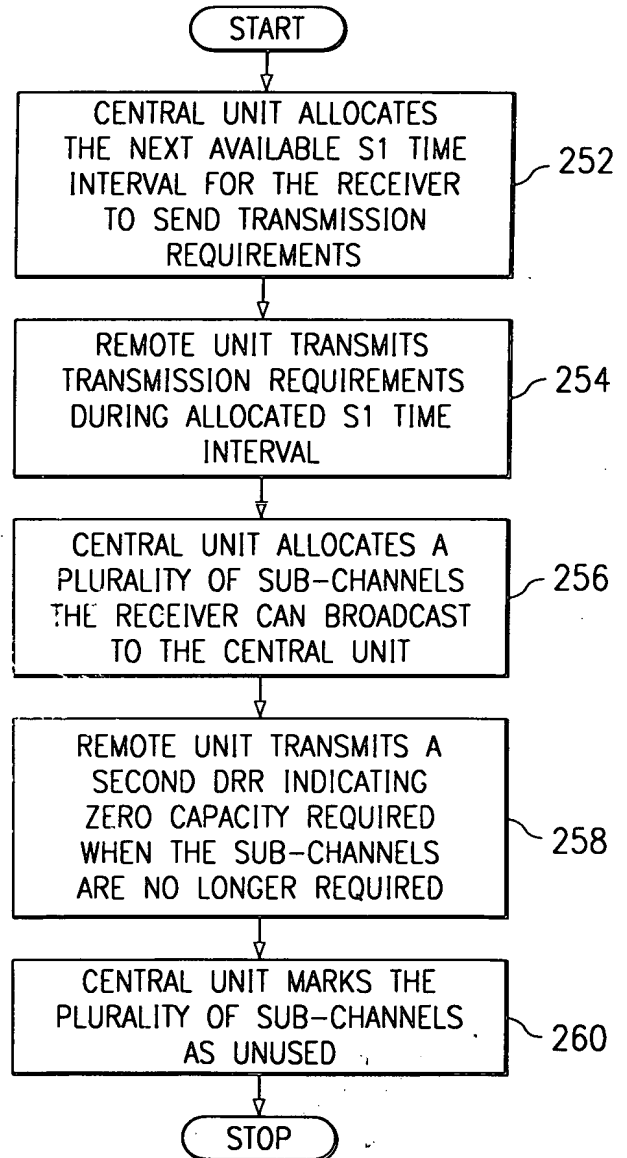 START
CENTRAL UNIT ALLOCATES
THE NEXT AVAILABLE S1 TIME
INTERVAL FOR THE RECEIVER
TO SEND TRANSMISSION
REQUIREMENTS
252
REMOTE UNIT TRANSMITS
TRANSMISSION REQUIREMENTS
DURING ALLOCATED S1 TIME
INTERVAL
254
CENTRAL UNIT ALLOCATES A
PLURALITY OF SUB-CHANNELS
THE RECEIVER CAN BROADCAST
TO THE CENTRAL UNIT
256
REMOTE UNIT TRANSMITS A
SECOND DRR INDICATING
ZERO CAPACITY REQUIRED
WHEN THE SUB-CHANNELS
ARE NO LONGER REQUIRED
258
CENTRAL UNIT MARKS THE
PLURALITY OF SUB-CHANNELS
AS UNUSED
260
STOP